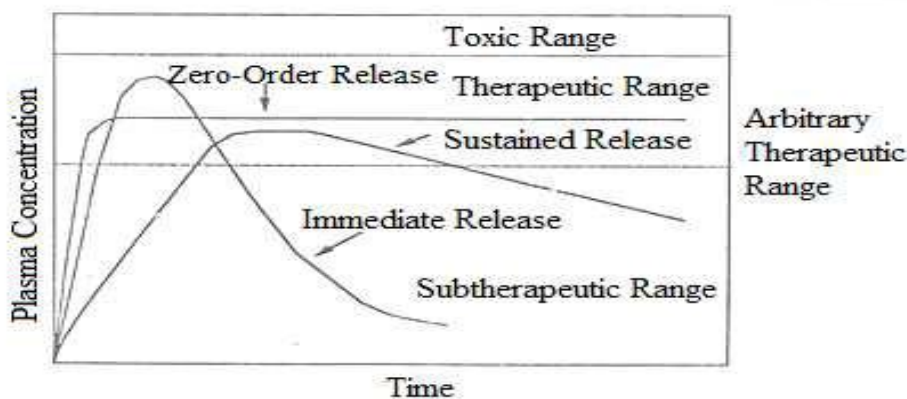 Toxic Range
Zero-Order Release
Therapeutic Range
Sustained Release
Immediate Release
Subtherapeutic Range
Arbitrary
Therapeutic
Range
Plasma Concentration
Time